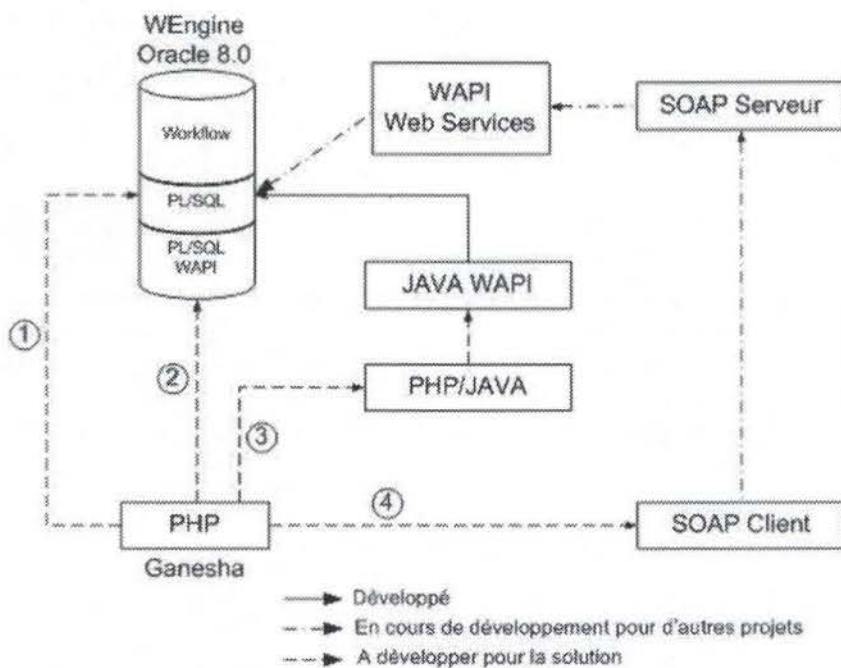 WEngine
Oracle 8.0
Workflow
PL/SQL
PL/SQL
WAPI
WAPI
Web Services
SOAP Serveur
JAVA WAPI
PHP/JAVA
1
2
3
4
PHP
Ganesha
SOAP Client
Développé
En cours de développement pour d'autres projets
A développer pour la solution